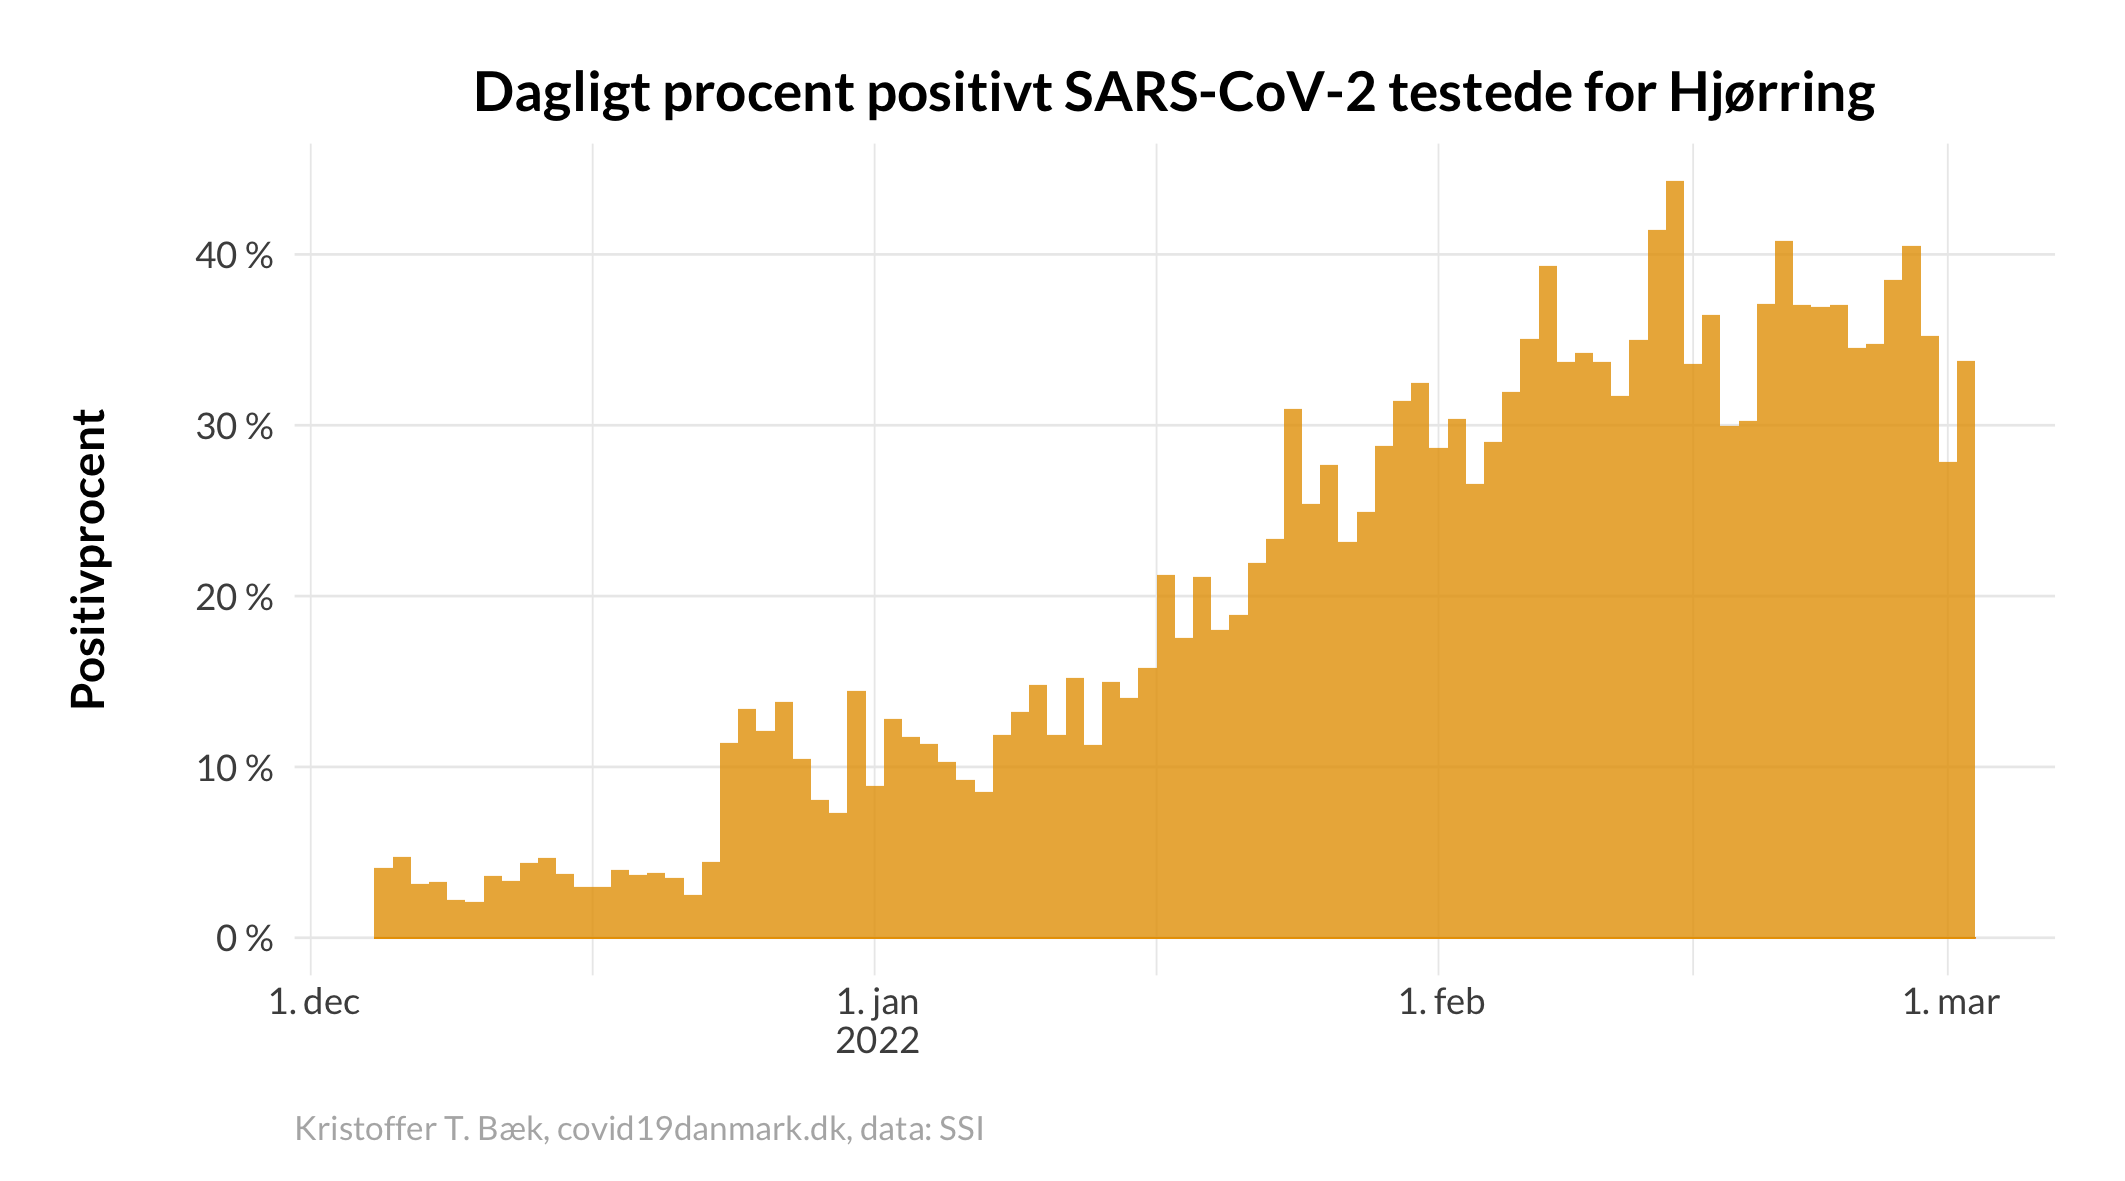 Dagligt procent positivt SARS-CoV-2 testede for Hjørring
Positivprocent
40 %
30 %
20 %
10 %
0 %
1. dec
1. jan
2022
1. feb
1. mar
Kristoffer T. Bæk, covid19danmark.dk, data: SSI